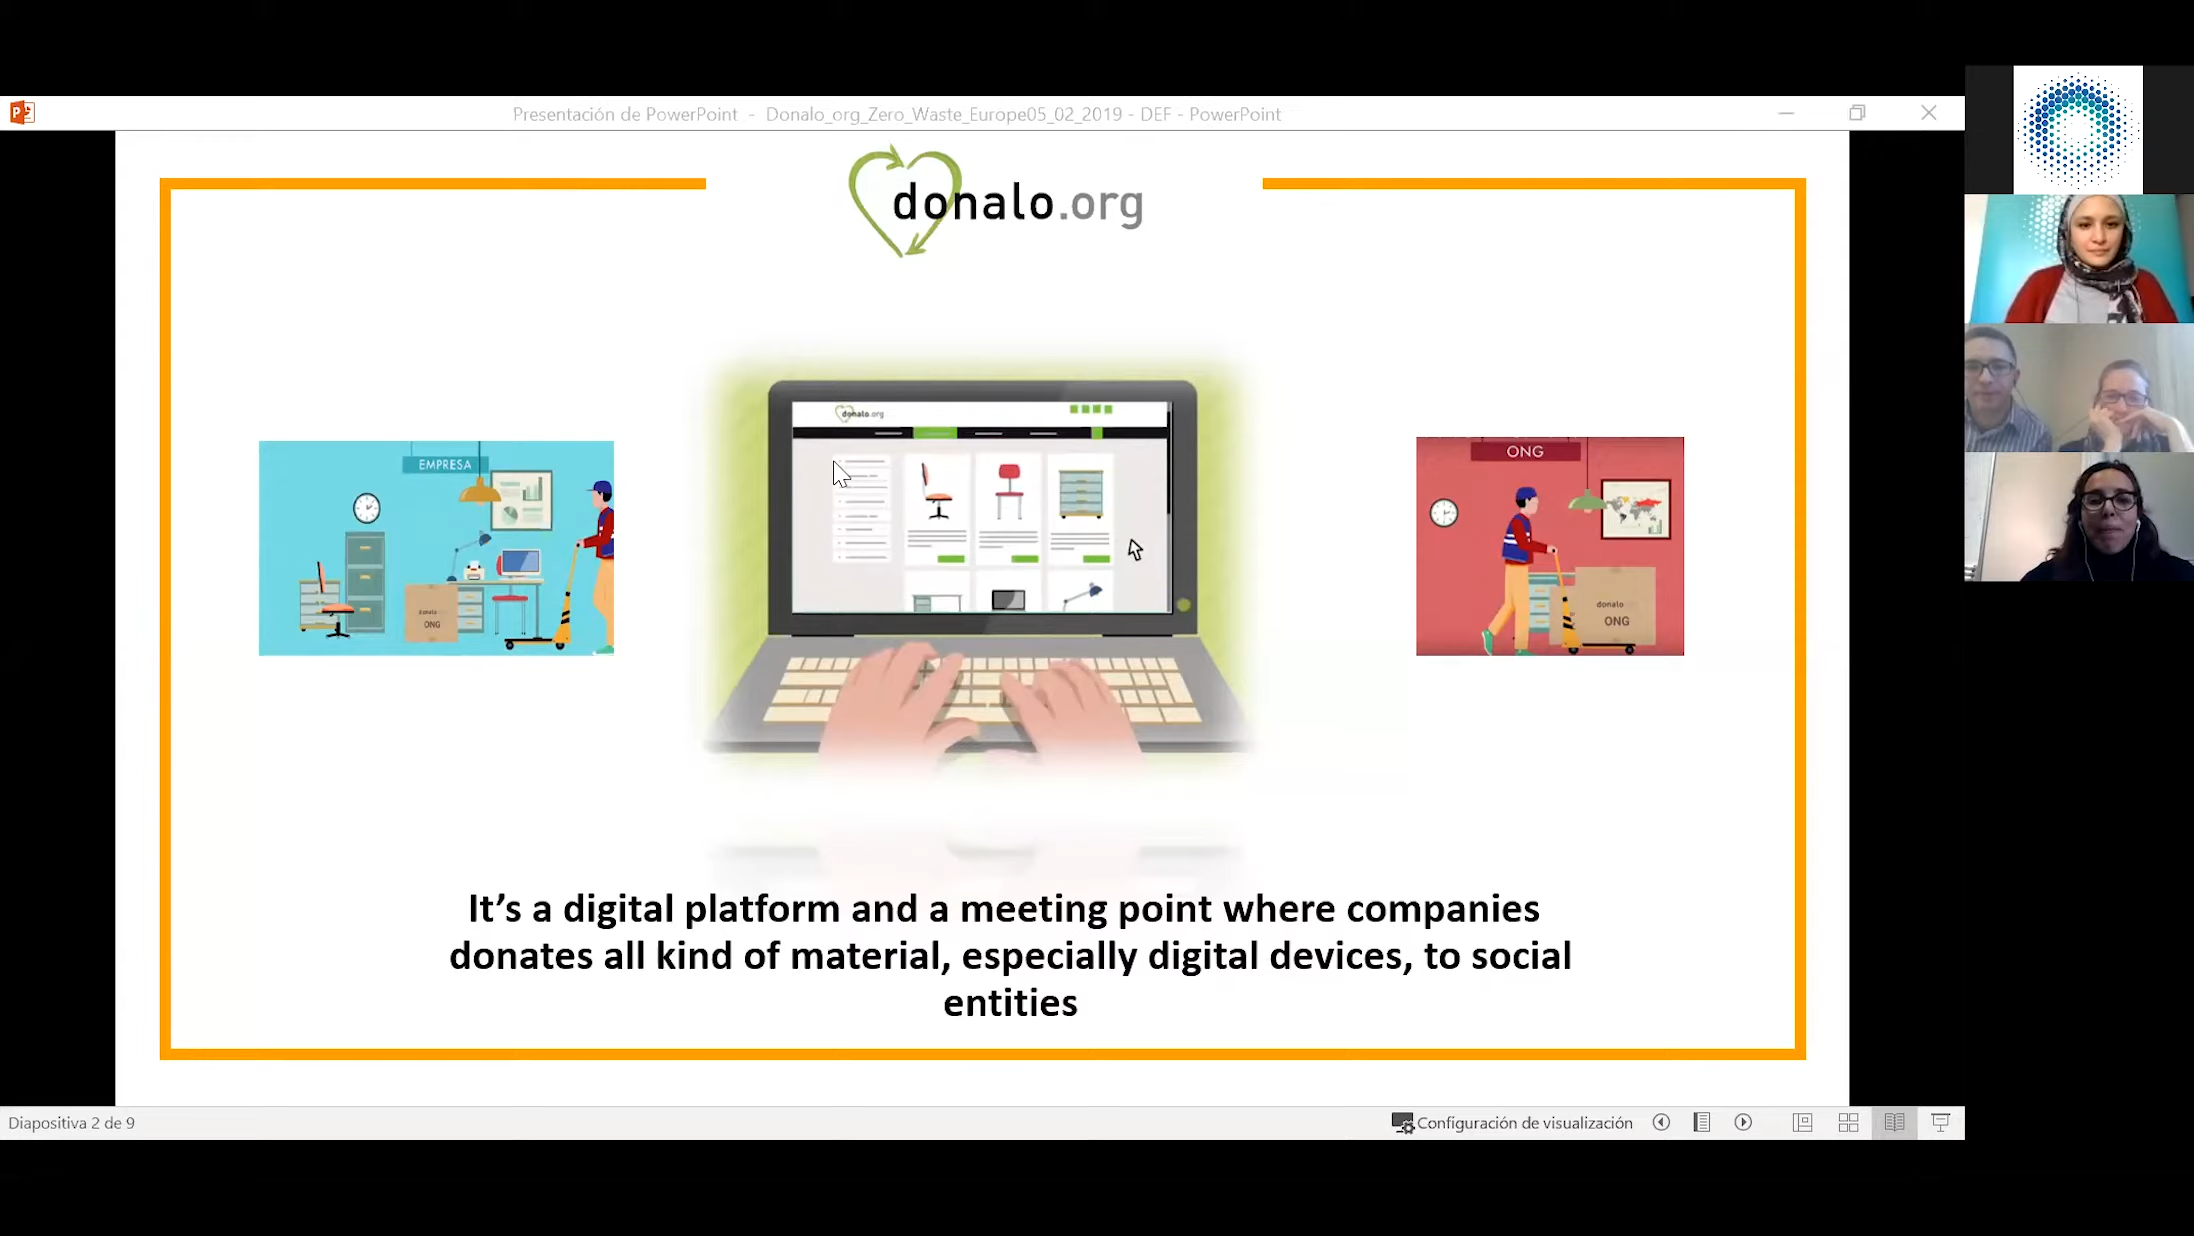 Presentación de PowerPoint - Donalo_org_Zero_Waste_Europe05_02_2019 - DEF - PowerPoint
donalo.org
donalo.org
EMPRESA
ONG
donalo
ONG
donalo
ONG
It's a digital platform and a meeting point where companies
donates all kind of material, especially digital devices, to social
entities
Diapositiva 2 de 9
Configuración de visualización